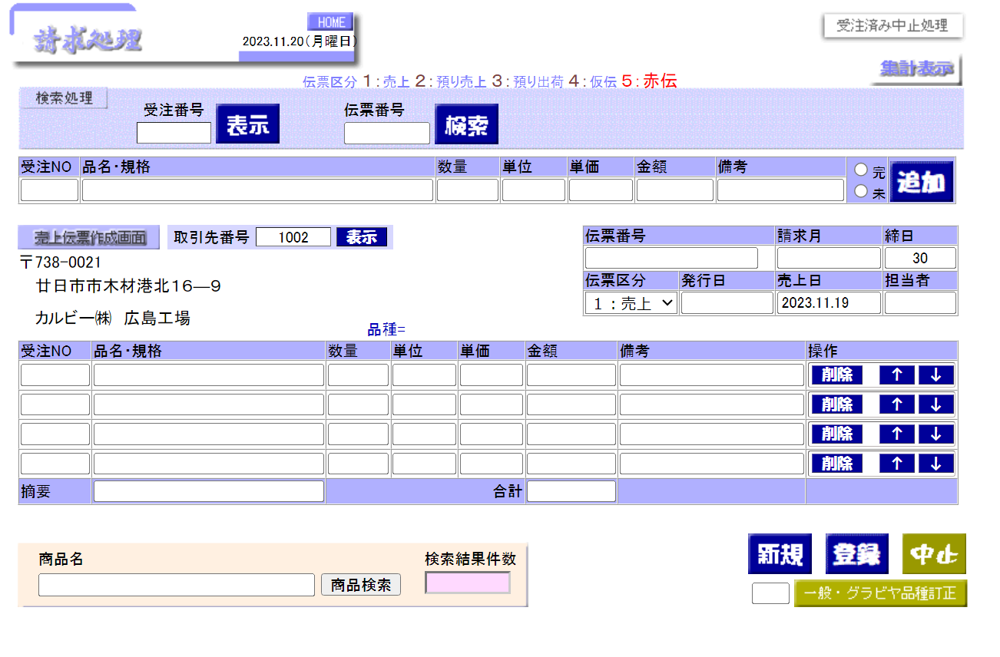 HOME
受注済み中止処理
請求処理
2023.11.20(月曜日)
集計表示
伝票区分 1:売上 2:預り売上 3:預り出荷 4:仮伝 5:赤伝
検索処理
受注番号 表示 伝票番号 検索
受注NO 品名・規格 数量 単位 単価 金額 備考 完 未 追加
売上伝票作成画面 取引先番号 1002 表示
〒738-0021
廿日市市木材港北16―9
カルビー㈱ 広島工場
伝票番号 請求月 締日
30
伝票区分 発行日 売上日 担当者
1:売上 2023.11.19
品種=
受注NO 品名・規格 数量 単位 単価 金額 備考 操作
削除 ↑ ↓
削除 ↑ ↓
削除 ↑ ↓
削除 ↑ ↓
摘要 合計
商品名 検索結果件数
商品検索
新規 登録 中止
一般・グラビヤ品種訂正